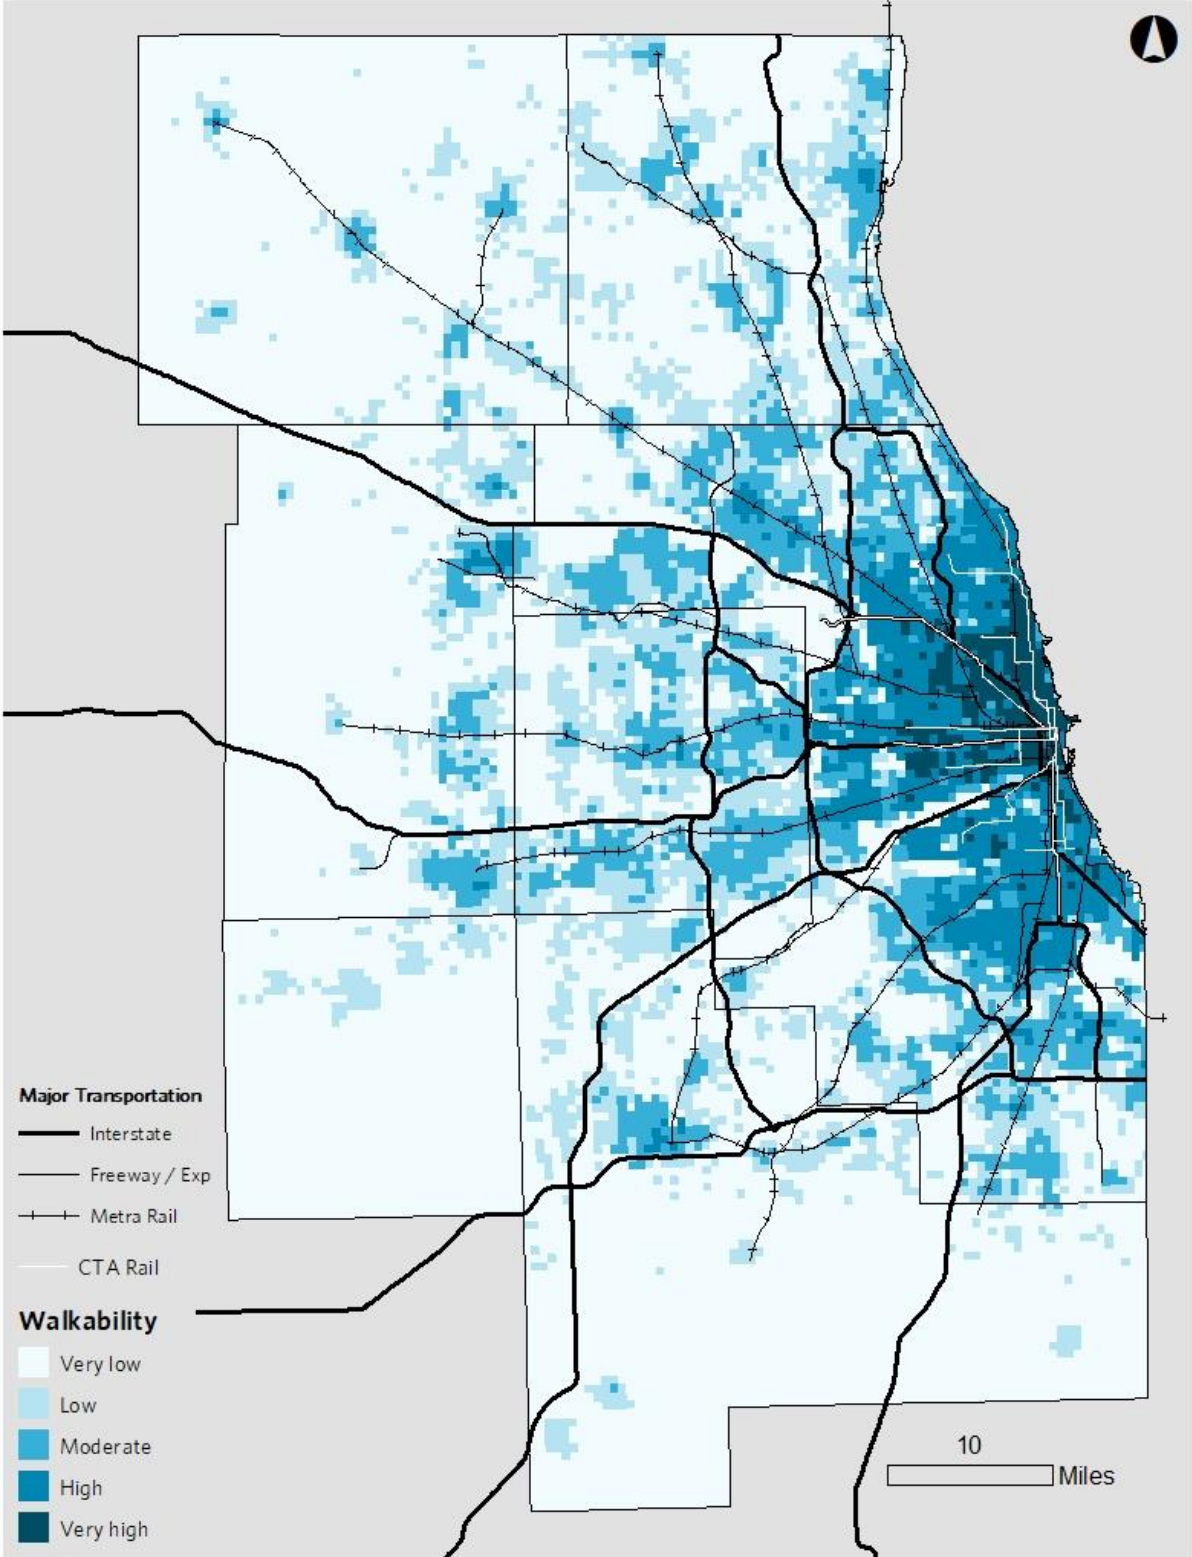 Major Transportation
Interstate
Freeway / Exp
Metra Rail
CTA Rail
Walkability
Very low
Low
Moderate
High
Very high
10
Miles